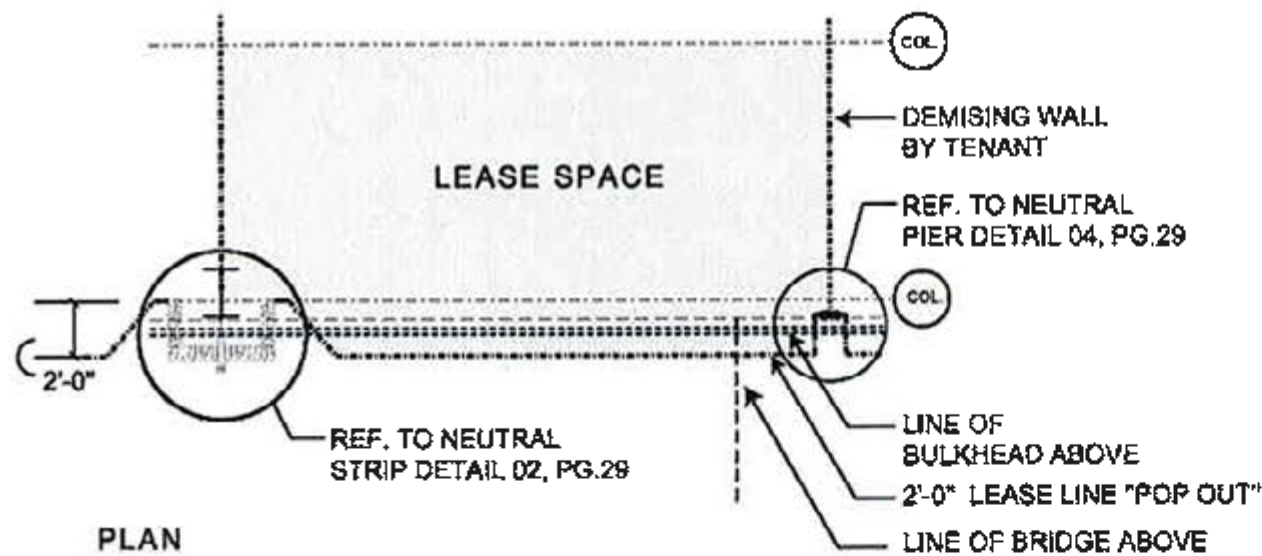 COL.
DEMISING WALL
BY TENANT
LEASE SPACE
REF. TO NEUTRAL
PIER DETAIL 04, PG.29
COL.
2'-0"
REF. TO NEUTRAL
STRIP DETAIL 02, PG.29
LINE OF
BULKHEAD ABOVE
2'-0" LEASE LINE "POP OUT"
LINE OF BRIDGE ABOVE
PLAN